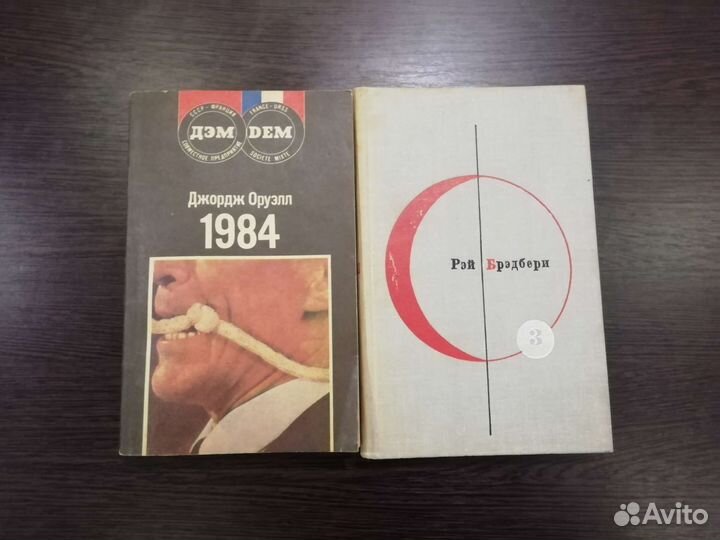 СССР - ФРАНЦИЯ
ДЭМ
СОВМЕСТНОЕ ПРЕДПРИЯТИЕ
FRANCE - URSS
DEM
SOCIETE MIXTE
Джордж Оруэлл
1984
Рэй Брэдбери
3
Avito